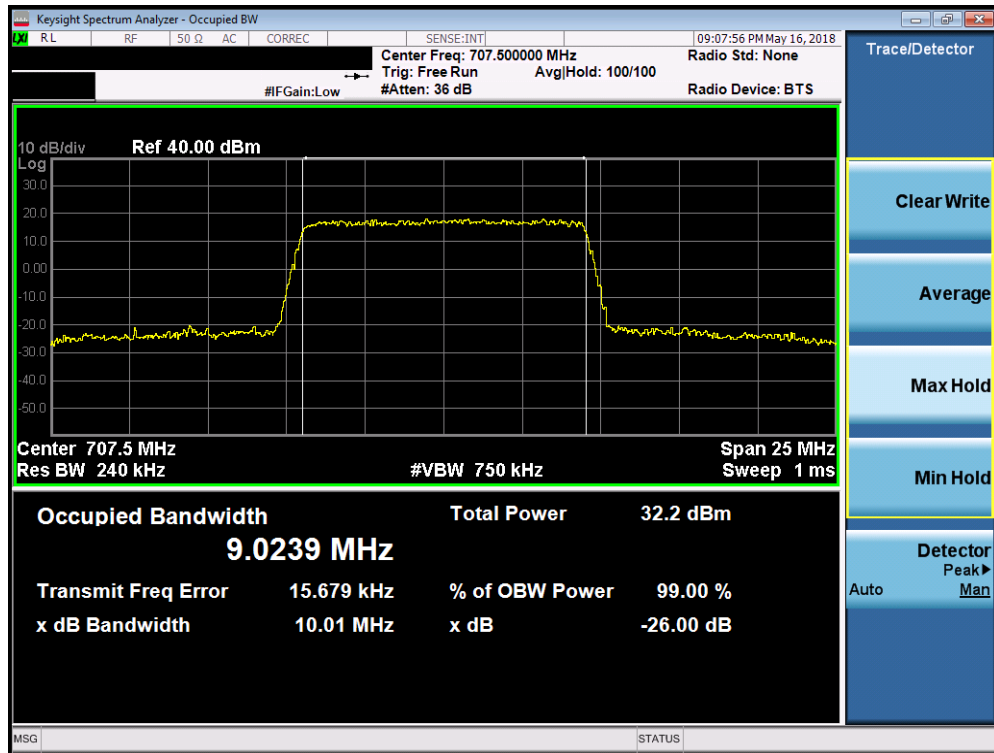 Keysight Spectrum Analyzer - Occupied BW
LXI RL RF 50 Ω AC CORREC SENSE:INT 09:07:56 PM May 16, 2018
Center Freq: 707.500000 MHz Radio Std: None
Trig: Free Run Avg|Hold: 100/100
#IFGain:Low #Atten: 36 dB Radio Device: BTS
Trace/Detector
10 dB/div Ref 40.00 dBm
Log
30.0
20.0
10.0
0.00
-10.0
-20.0
-30.0
-40.0
-50.0
Center 707.5 MHz Span 25 MHz
Res BW 240 kHz #VBW 750 kHz Sweep 1 ms
Occupied Bandwidth Total Power 32.2 dBm
9.0239 MHz
Transmit Freq Error 15.679 kHz % of OBW Power 99.00 %
x dB Bandwidth 10.01 MHz x dB -26.00 dB
Clear Write
Average
Max Hold
Min Hold
Detector
Peak▶
Auto Man
MSG STATUS